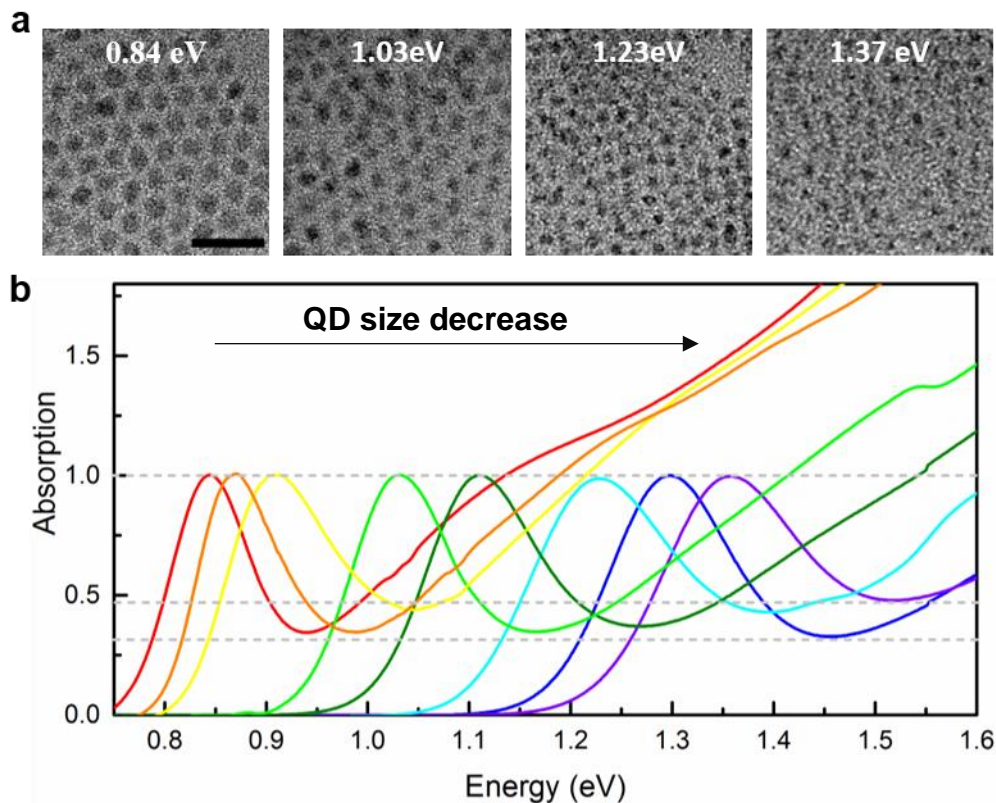 a
0.84 eV
1.03eV
1.23eV
1.37 eV
b
QD size decrease
1.5
1.0
0.5
0.0
Absorption
0.8 0.9 1.0 1.1 1.2 1.3 1.4 1.5 1.6
Energy (eV)